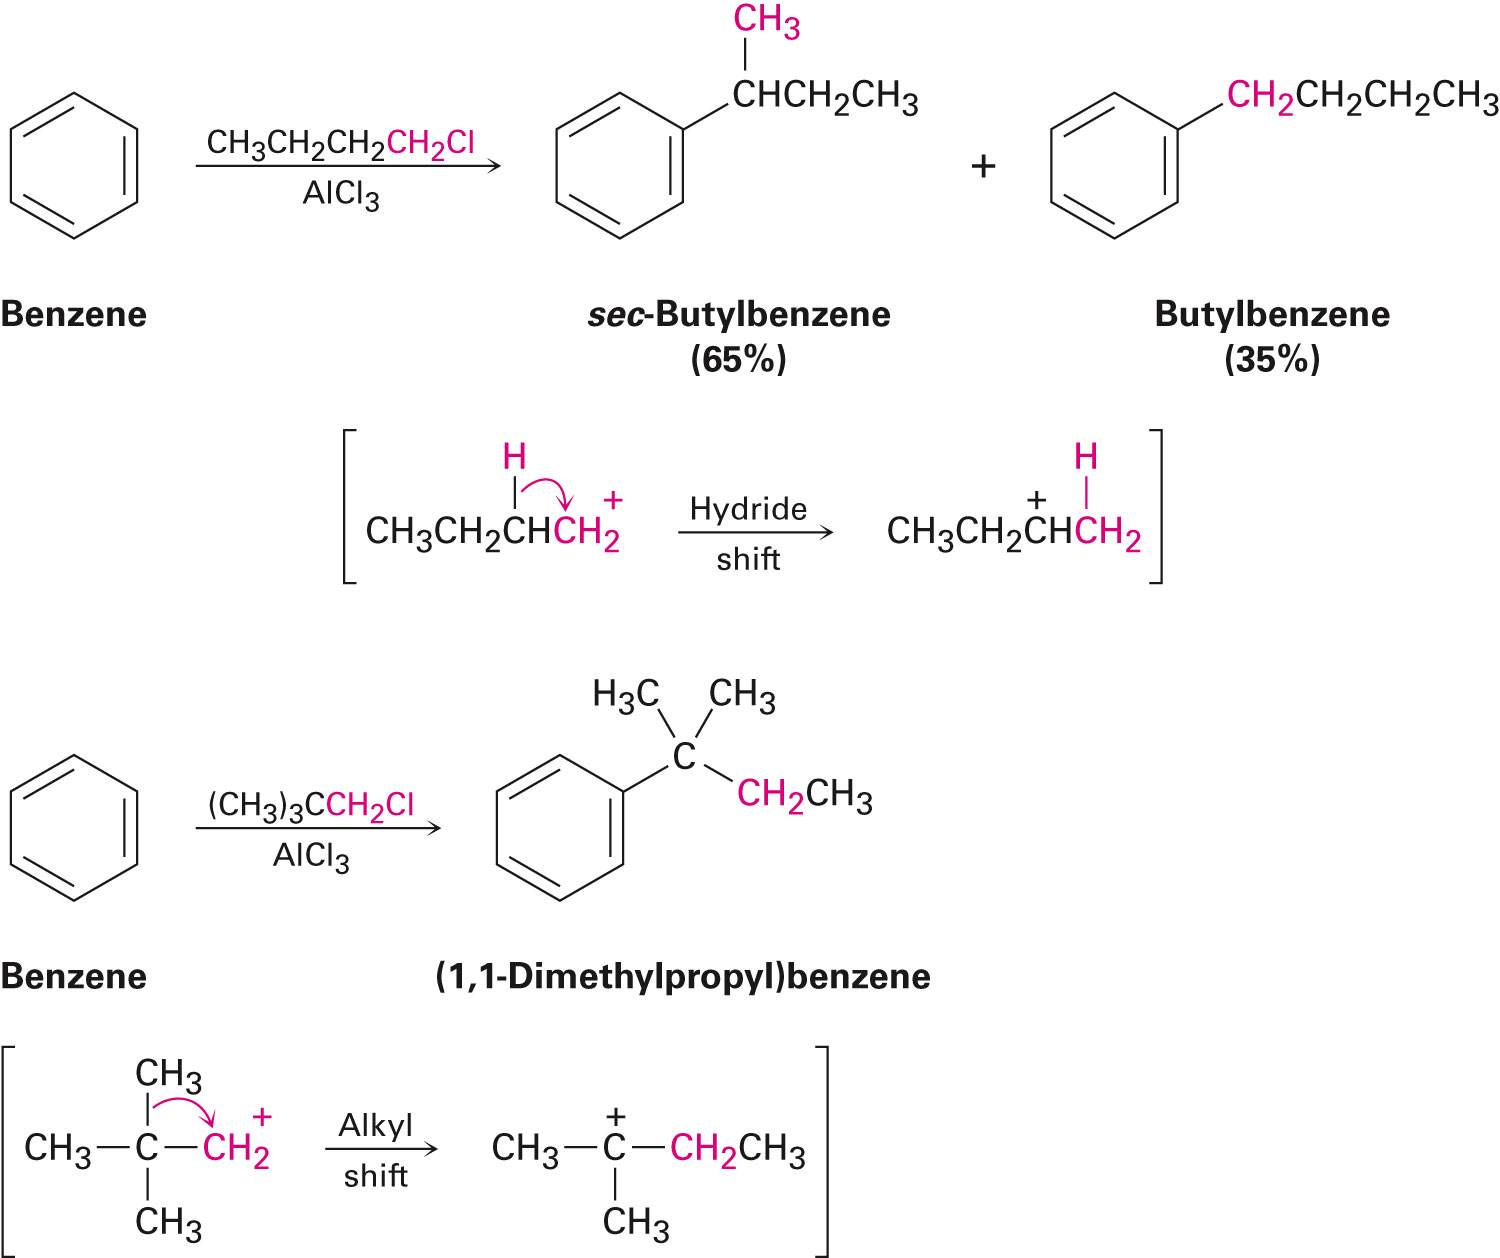 CH3
CHCH2CH3
CH2CH2CH2CH3
CH3CH2CH2CH2Cl
AlCl3
+
Benzene
sec-Butylbenzene
(65%)
Butylbenzene
(35%)
H
H
+
+
CH3CH2CHCH2
Hydride
shift
CH3CH2CHCH2
H3C
CH3
C
CH2CH3
(CH3)3CCH2Cl
AlCl3
Benzene
(1,1-Dimethylpropyl)benzene
CH3
+
+
CH3—C—CH2
Alkyl
shift
CH3—C—CH2CH3
CH3
CH3